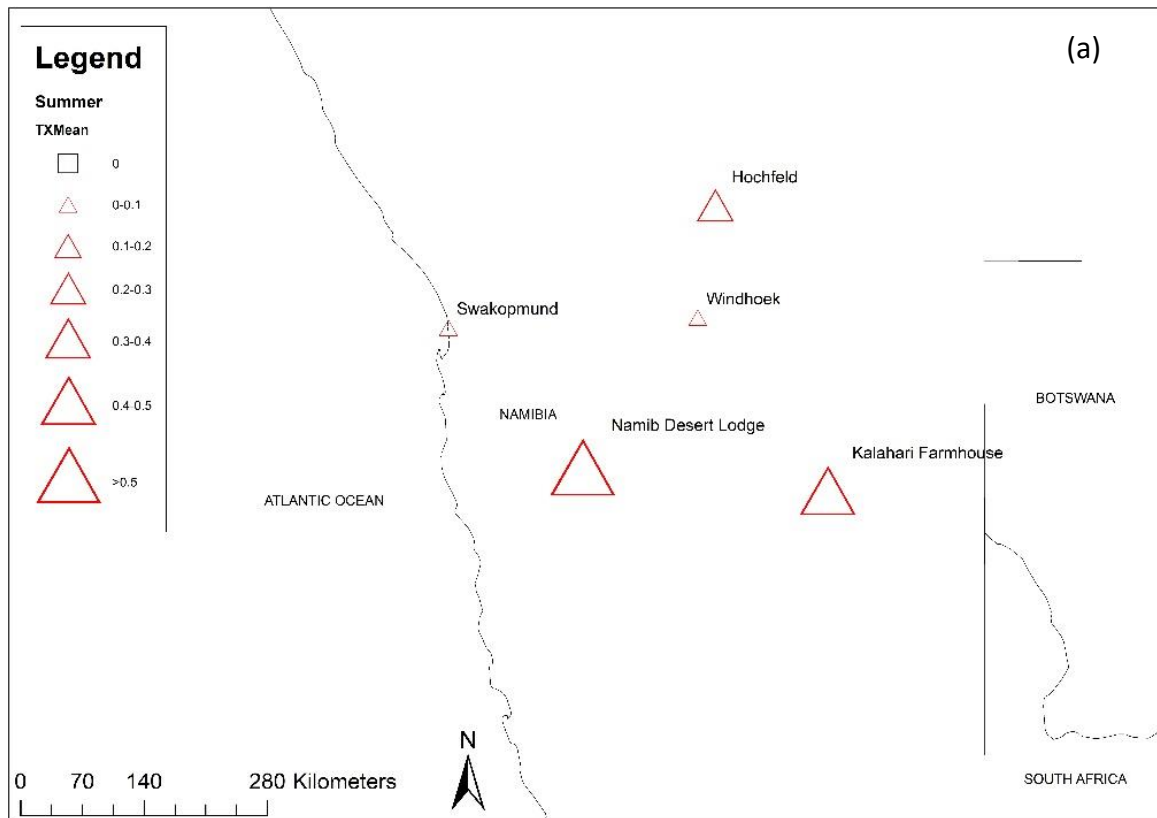 (a)
Legend
Summer
TXMean
0
0-0.1
0.1-0.2
0.2-0.3
0.3-0.4
0.4-0.5
>0.5
Hochfeld
Windhoek
Swakopmund
BOTSWANA
NAMIBIA
Namib Desert Lodge
Kalahari Farmhouse
ATLANTIC OCEAN
N
0 70 140 280 Kilometers
SOUTH AFRICA